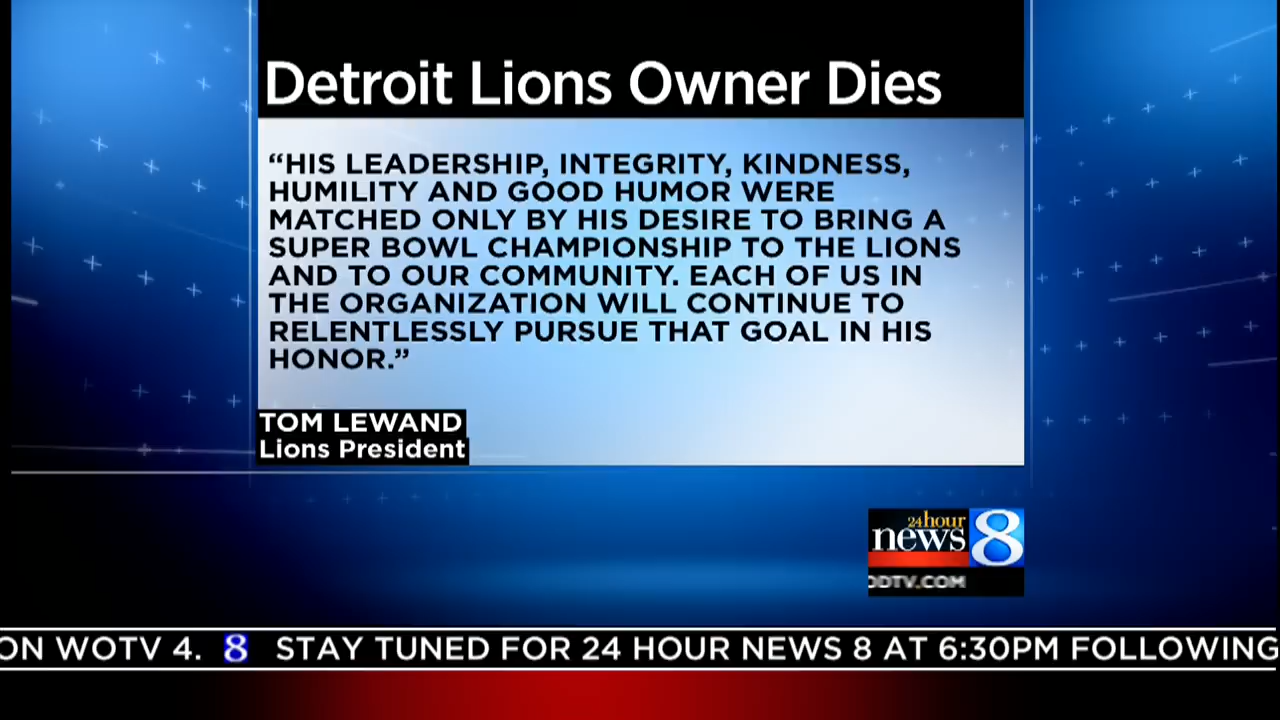 Detroit Lions Owner Dies
“HIS LEADERSHIP, INTEGRITY, KINDNESS,
HUMILITY AND GOOD HUMOR WERE
MATCHED ONLY BY HIS DESIRE TO BRING A
SUPER BOWL CHAMPIONSHIP TO THE LIONS
AND TO OUR COMMUNITY. EACH OF US IN
THE ORGANIZATION WILL CONTINUE TO
RELENTLESSLY PURSUE THAT GOAL IN HIS
HONOR.”
TOM LEWAND
Lions President
24hour
news 8
ODTV.COM
ON WOTV 4. 8 STAY TUNED FOR 24 HOUR NEWS 8 AT 6:30PM FOLLOWING